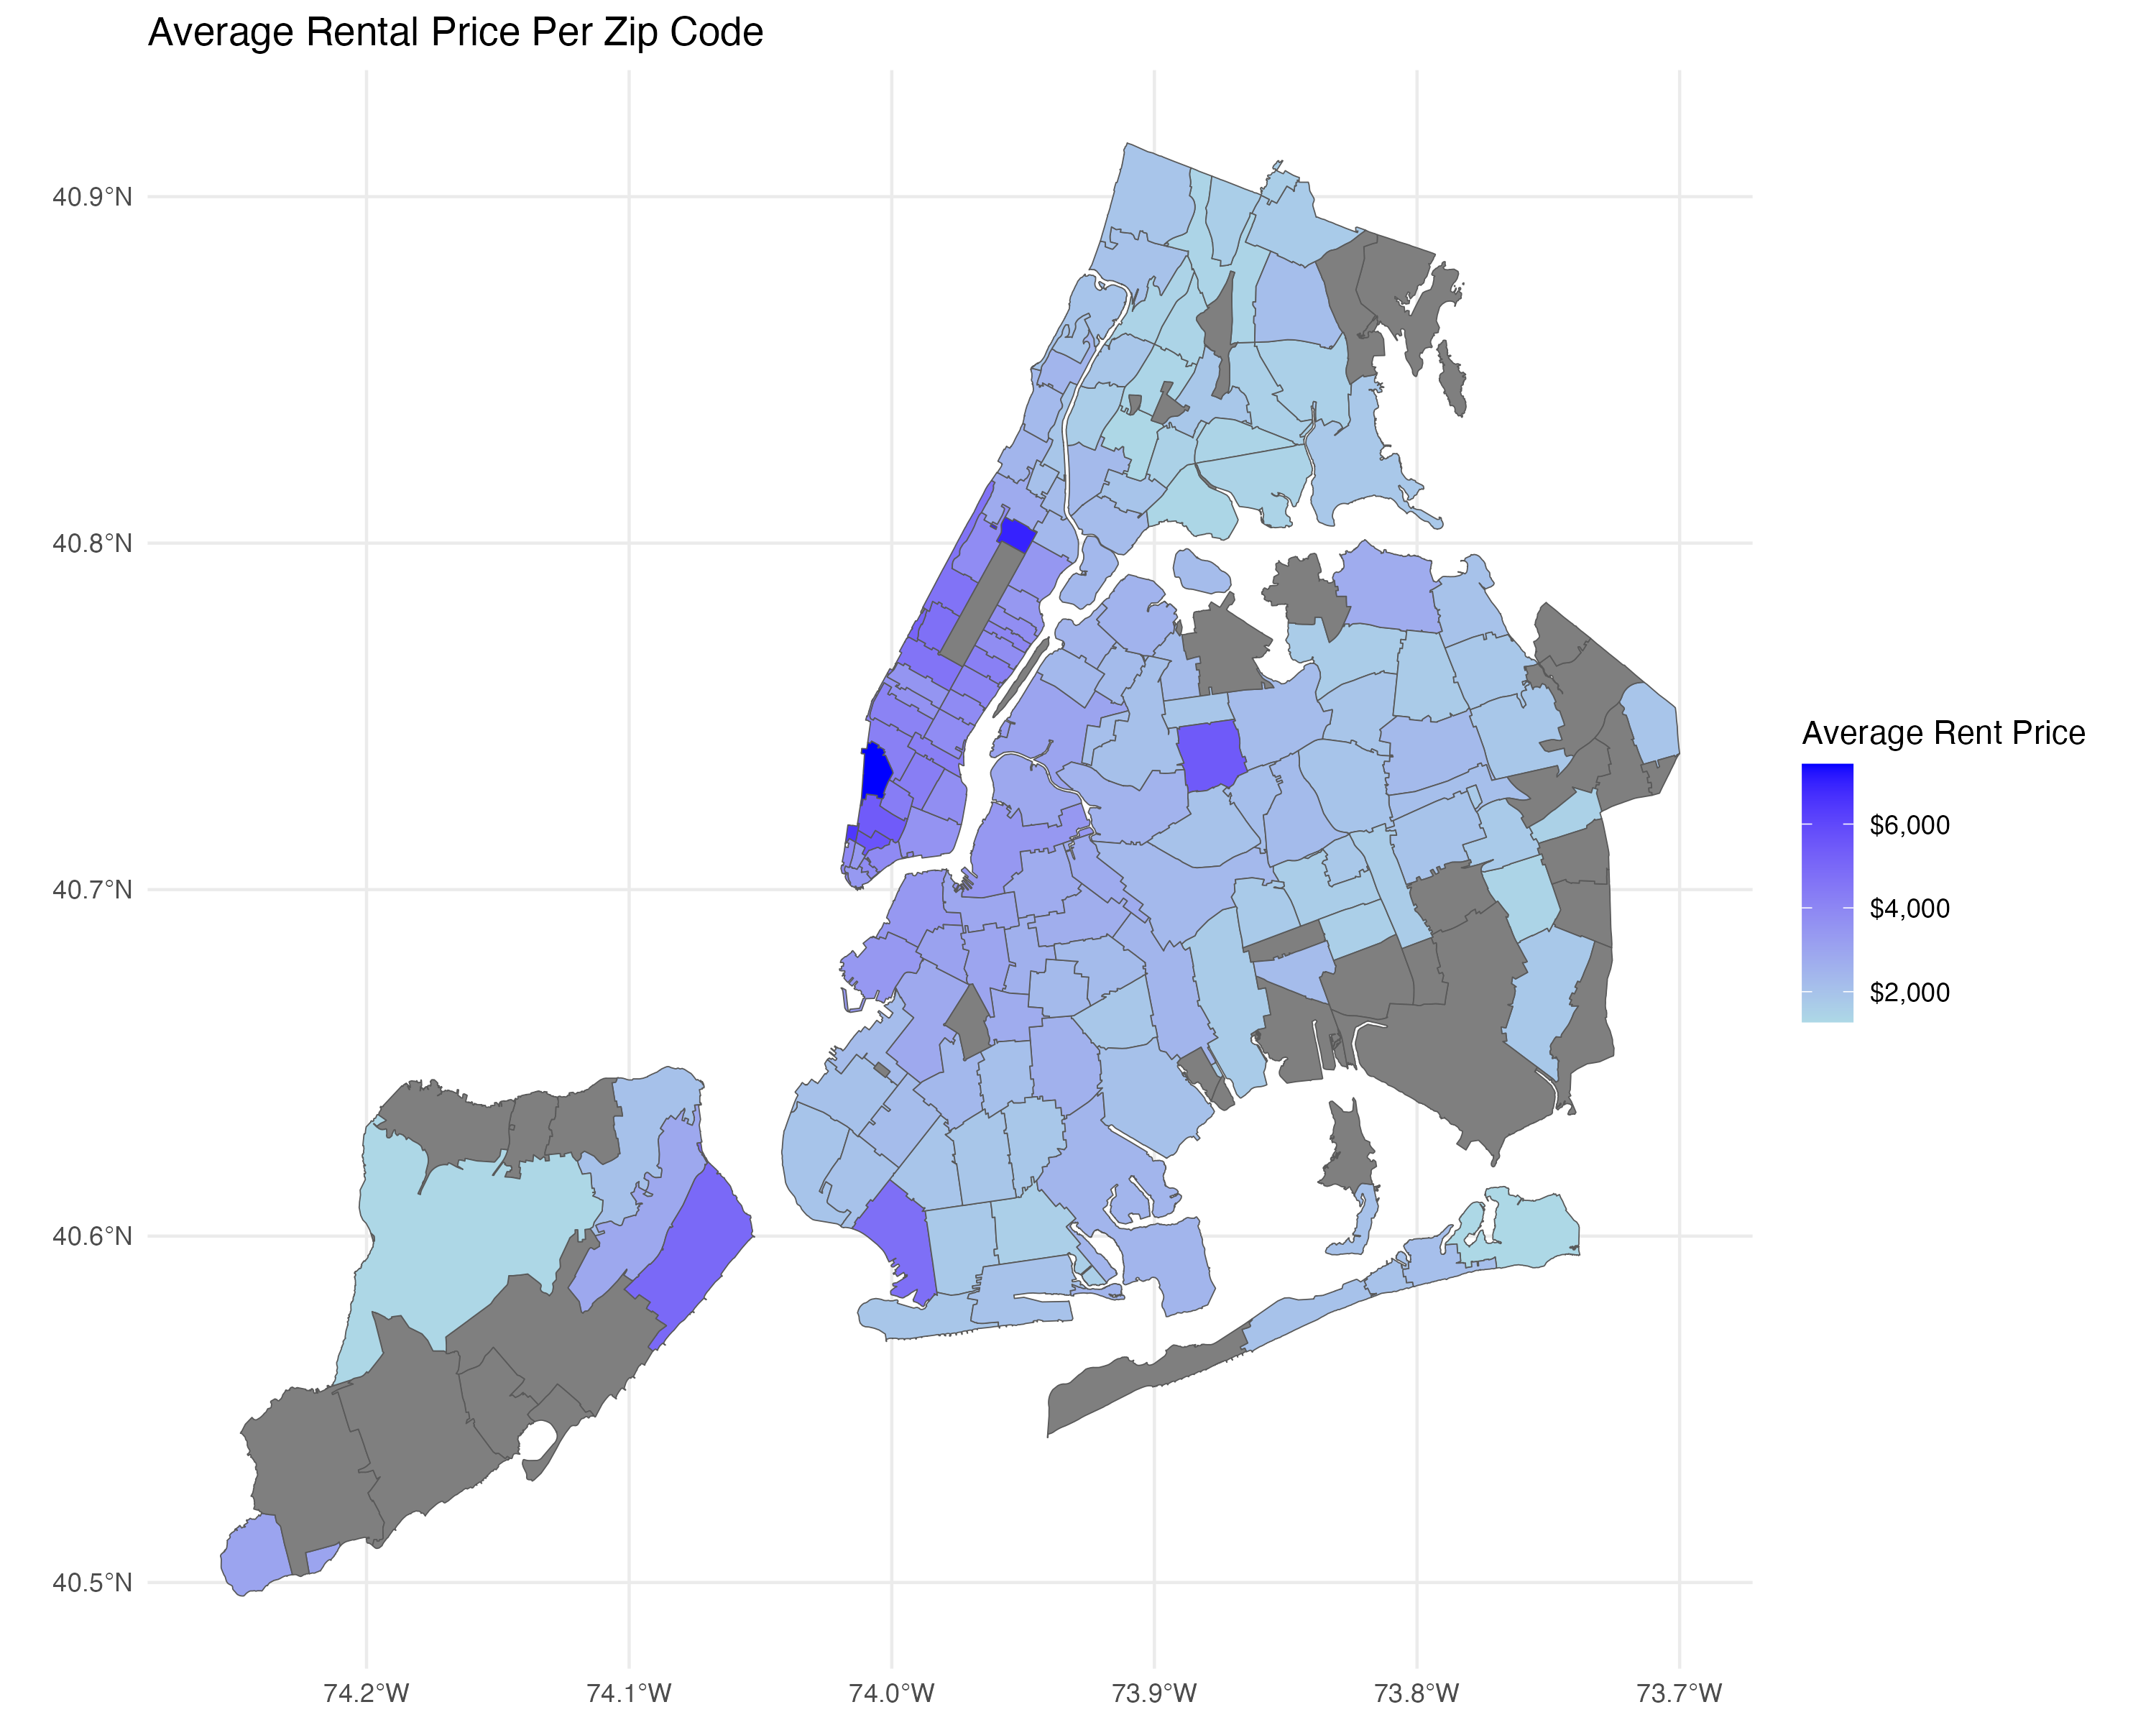 Average Rental Price Per Zip Code
40.9°N
40.8°N
40.7°N
40.6°N
40.5°N
74.2°W 74.1°W 74.0°W 73.9°W 73.8°W 73.7°W
Average Rent Price
$6,000
$4,000
$2,000